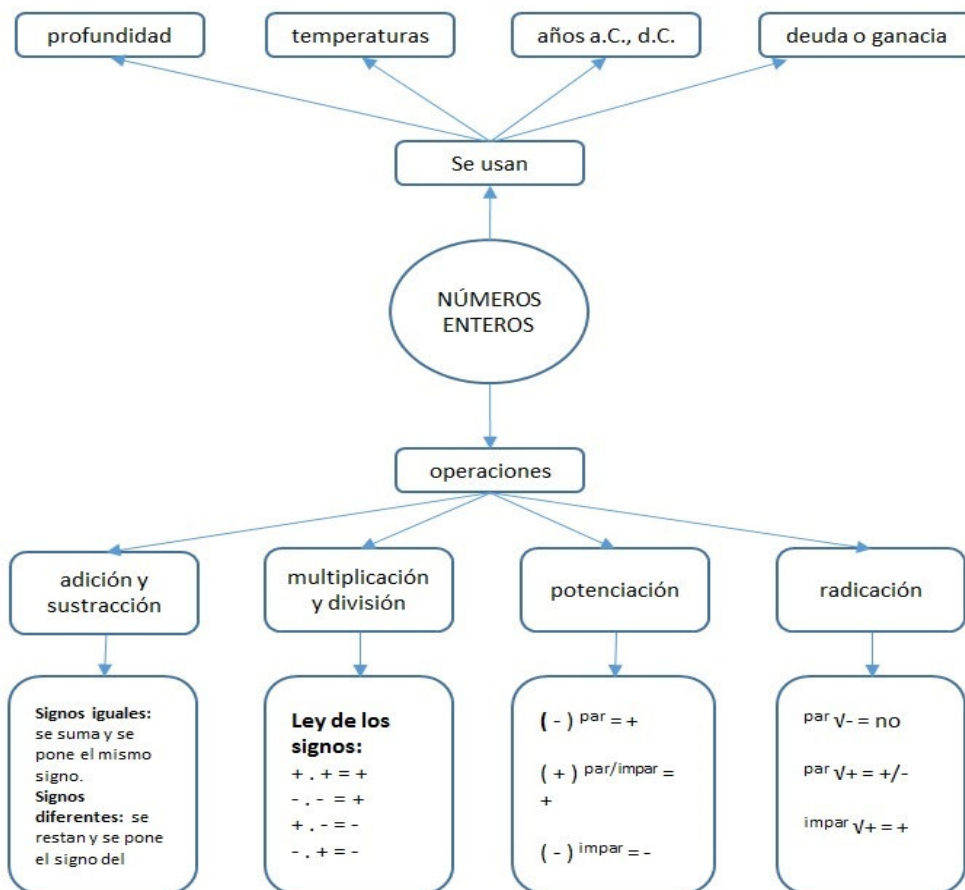 profundidad
temperaturas
años a.C., d.C.
deuda o ganacia
Se usan
NÚMEROS
ENTEROS
operaciones
adición y
sustracción
multiplicación
y división
potenciación
radicación
Signos iguales:
se suma y se
pone el mismo
signo.
Signos
diferentes: se
restan y se pone
el signo del
Ley de los
signos:
+ . + = +
- . - = +
+ . - = -
- . + = -
( - ) par = +
( + ) par/impar =
+
( - ) impar = -
par √- = no
par √+ = +/-
impar √+ = +